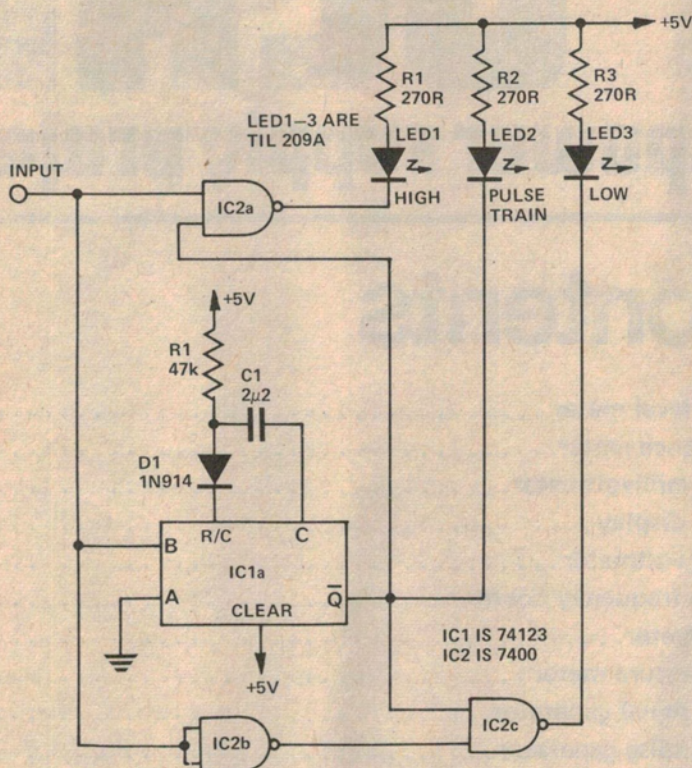 +5V
R1
270R
R2
270R
R3
270R
LED1–3 ARE
TIL 209A
LED1
LED2
LED3
INPUT
IC2a
HIGH
PULSE
TRAIN
LOW
+5V
R1
47k
C1
2μ2
D1
1N914
R/C
C
B
IC1a
A
Q̅
CLEAR
IC1 IS 74123
IC2 IS 7400
+5V
IC2b
IC2c